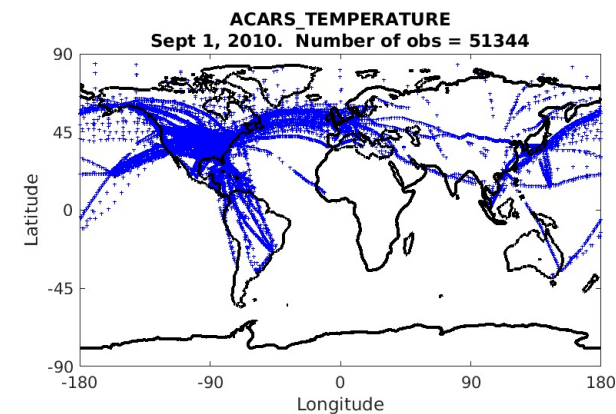 ACARS_TEMPERATURE
Sept 1, 2010.  Number of obs = 51344
90
45
0
-45
-90
Latitude
-180
-90
0
90
180
Longitude